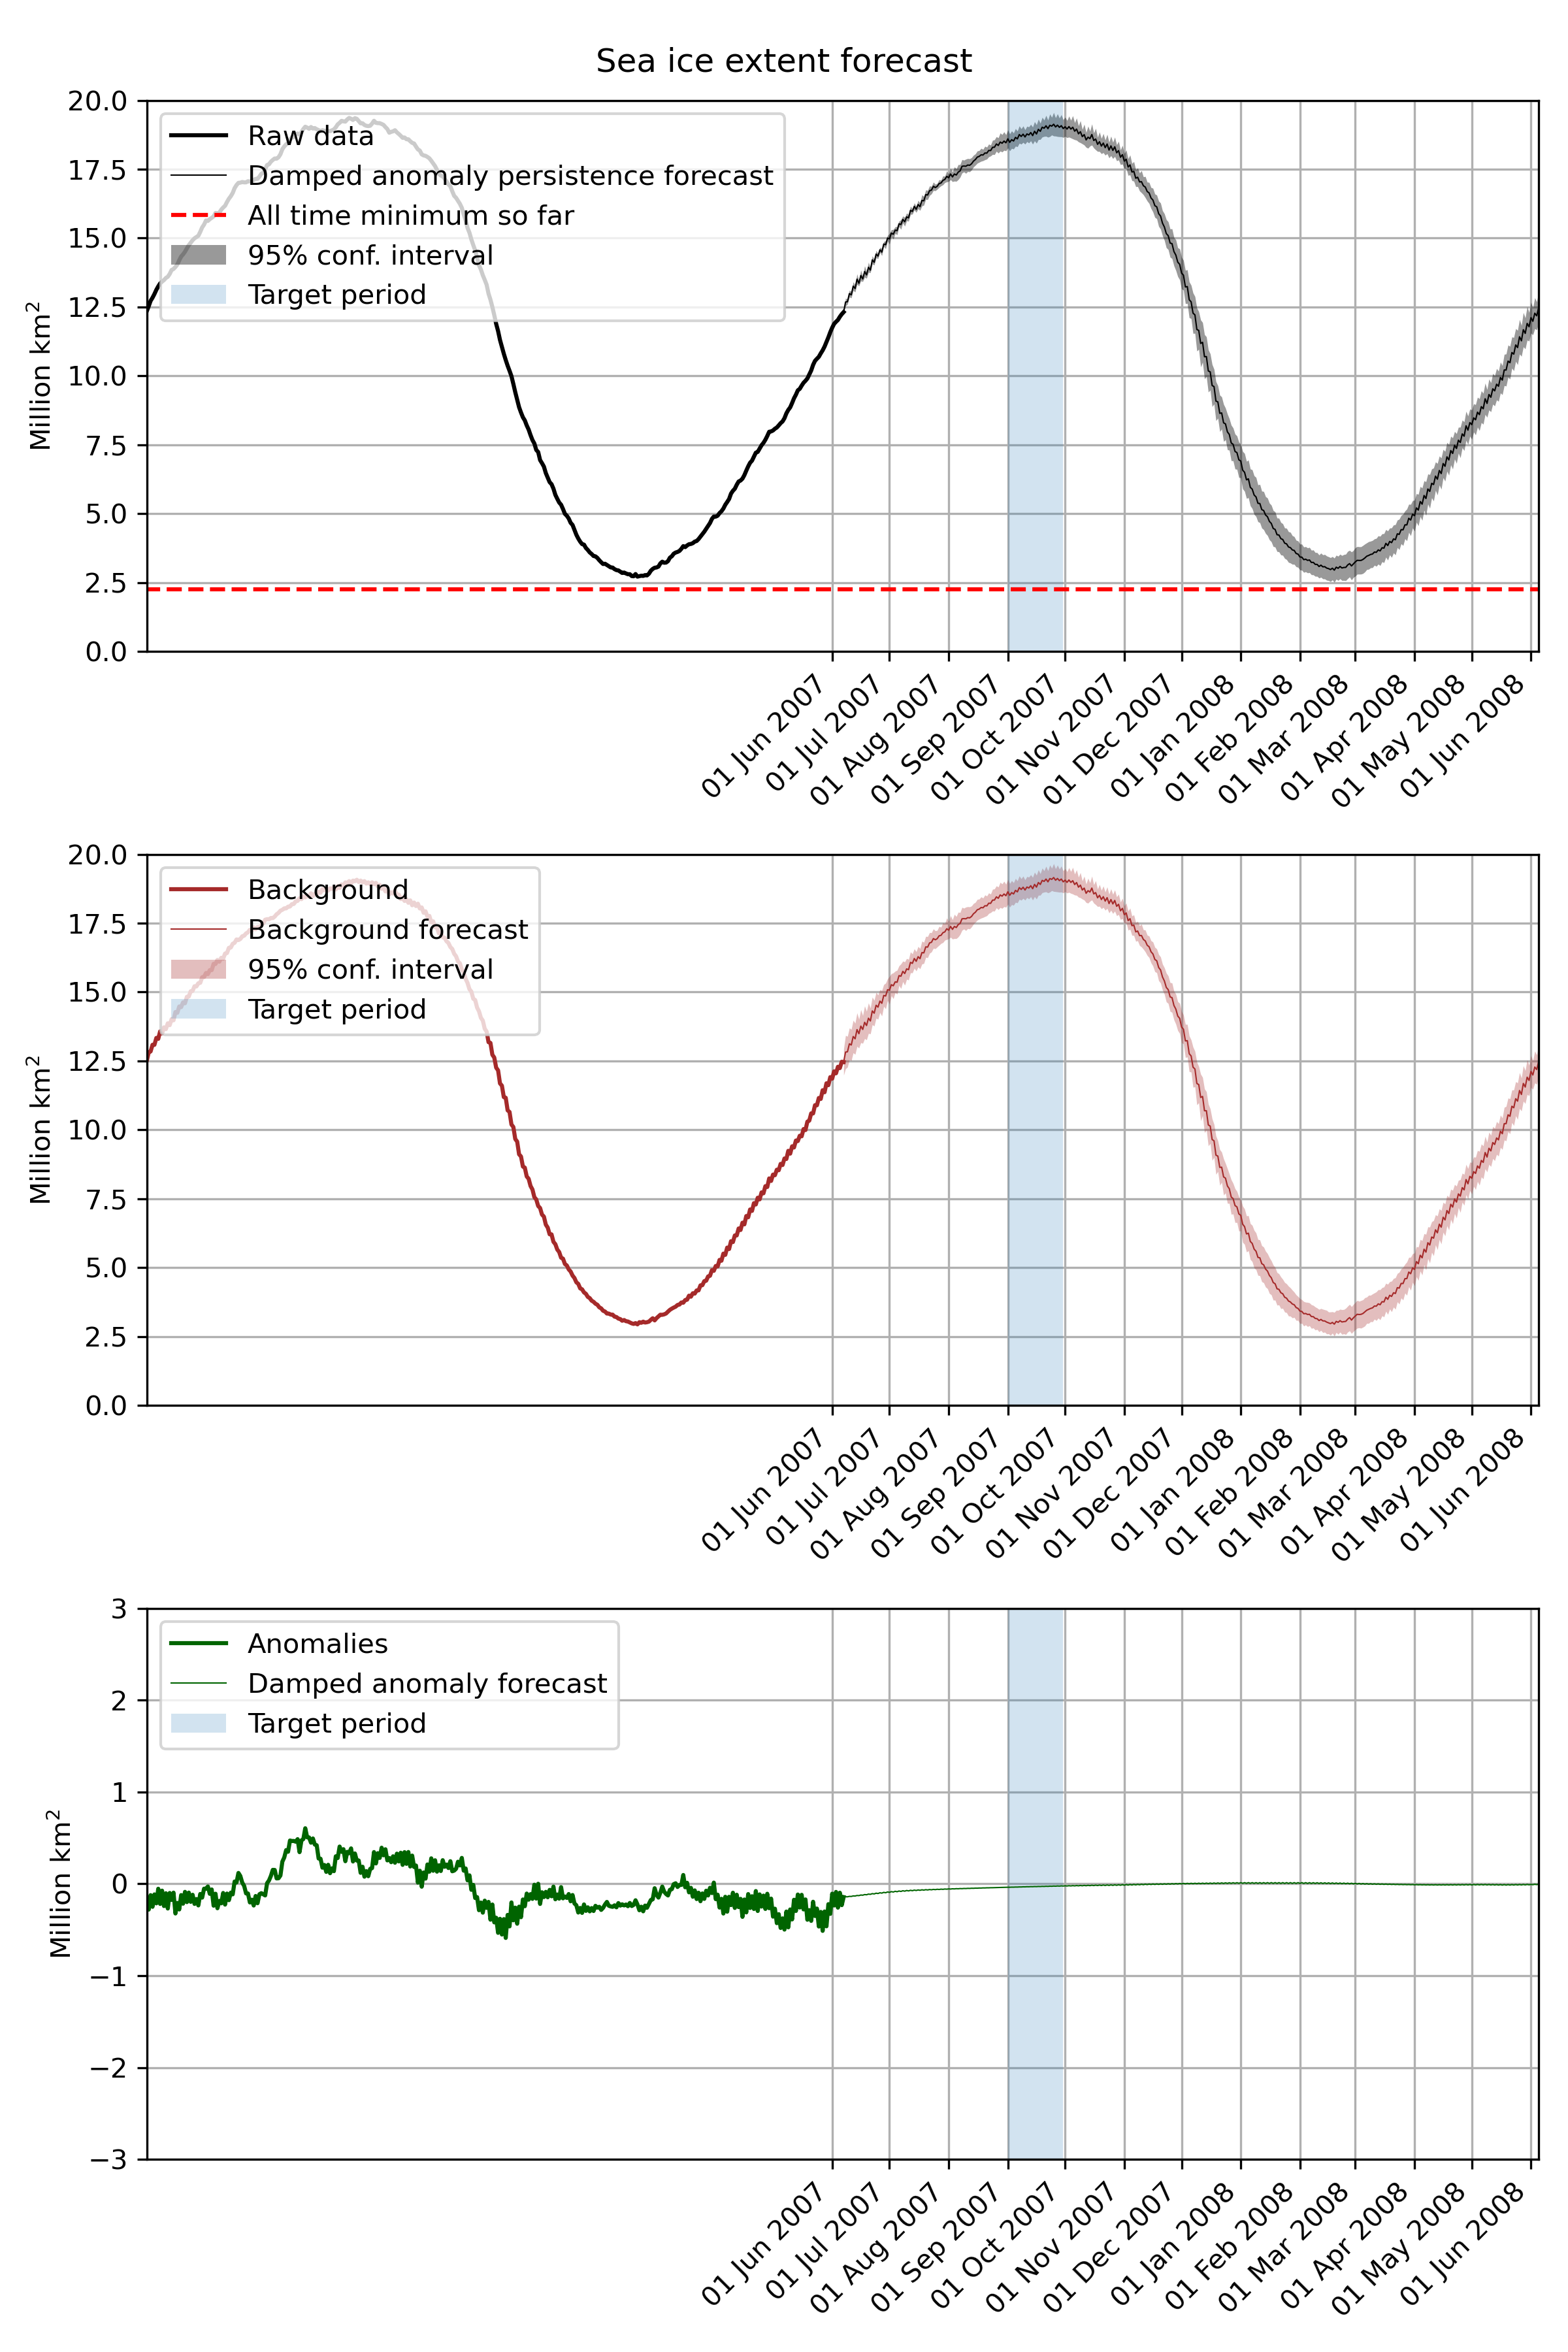 Sea ice extent forecast
20.0
17.5
15.0
12.5
10.0
7.5
5.0
2.5
0.0
Million km²
Raw data
Damped anomaly persistence forecast
All time minimum so far
95% conf. interval
Target period
01 Jun 2007
01 Jul 2007
01 Aug 2007
01 Sep 2007
01 Oct 2007
01 Nov 2007
01 Dec 2007
01 Jan 2008
01 Feb 2008
01 Mar 2008
01 Apr 2008
01 May 2008
01 Jun 2008
20.0
17.5
15.0
12.5
10.0
7.5
5.0
2.5
0.0
Million km²
Background
Background forecast
95% conf. interval
Target period
01 Jun 2007
01 Jul 2007
01 Aug 2007
01 Sep 2007
01 Oct 2007
01 Nov 2007
01 Dec 2007
01 Jan 2008
01 Feb 2008
01 Mar 2008
01 Apr 2008
01 May 2008
01 Jun 2008
3
2
1
0
−1
−2
−3
Million km²
Anomalies
Damped anomaly forecast
Target period
01 Jun 2007
01 Jul 2007
01 Aug 2007
01 Sep 2007
01 Oct 2007
01 Nov 2007
01 Dec 2007
01 Jan 2008
01 Feb 2008
01 Mar 2008
01 Apr 2008
01 May 2008
01 Jun 2008